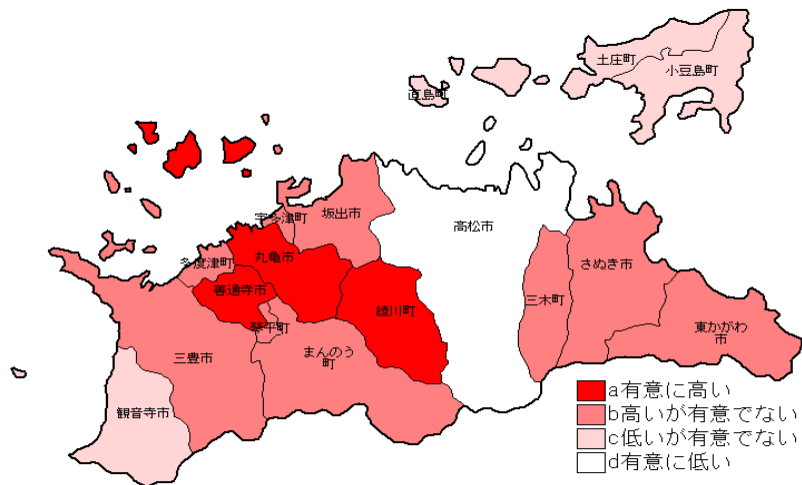 土庄町
小豆島町
直島町
宇多津町
坂出市
高松市
多度津町
丸亀市
さぬき市
善通寺市
綾川町
三木町
琴平町
東かがわ
市
三豊市
まんのう
町
観音寺市
a有意に高い
b高いが有意でない
c低いが有意でない
d有意に低い